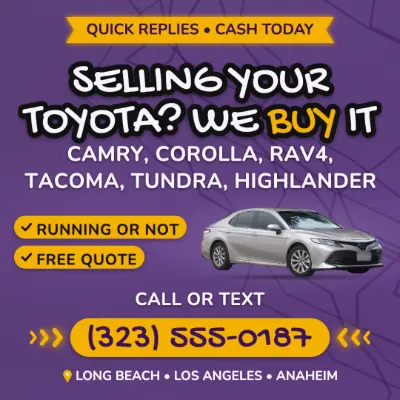 QUICK REPLIES • CASH TODAY
SELLING YOUR
TOYOTA? WE BUY IT
CAMRY, COROLLA, RAV4,
TACOMA, TUNDRA, HIGHLANDER
RUNNING OR NOT
FREE QUOTE
CALL OR TEXT
(323) 555-0187
LONG BEACH • LOS ANGELES • ANAHEIM